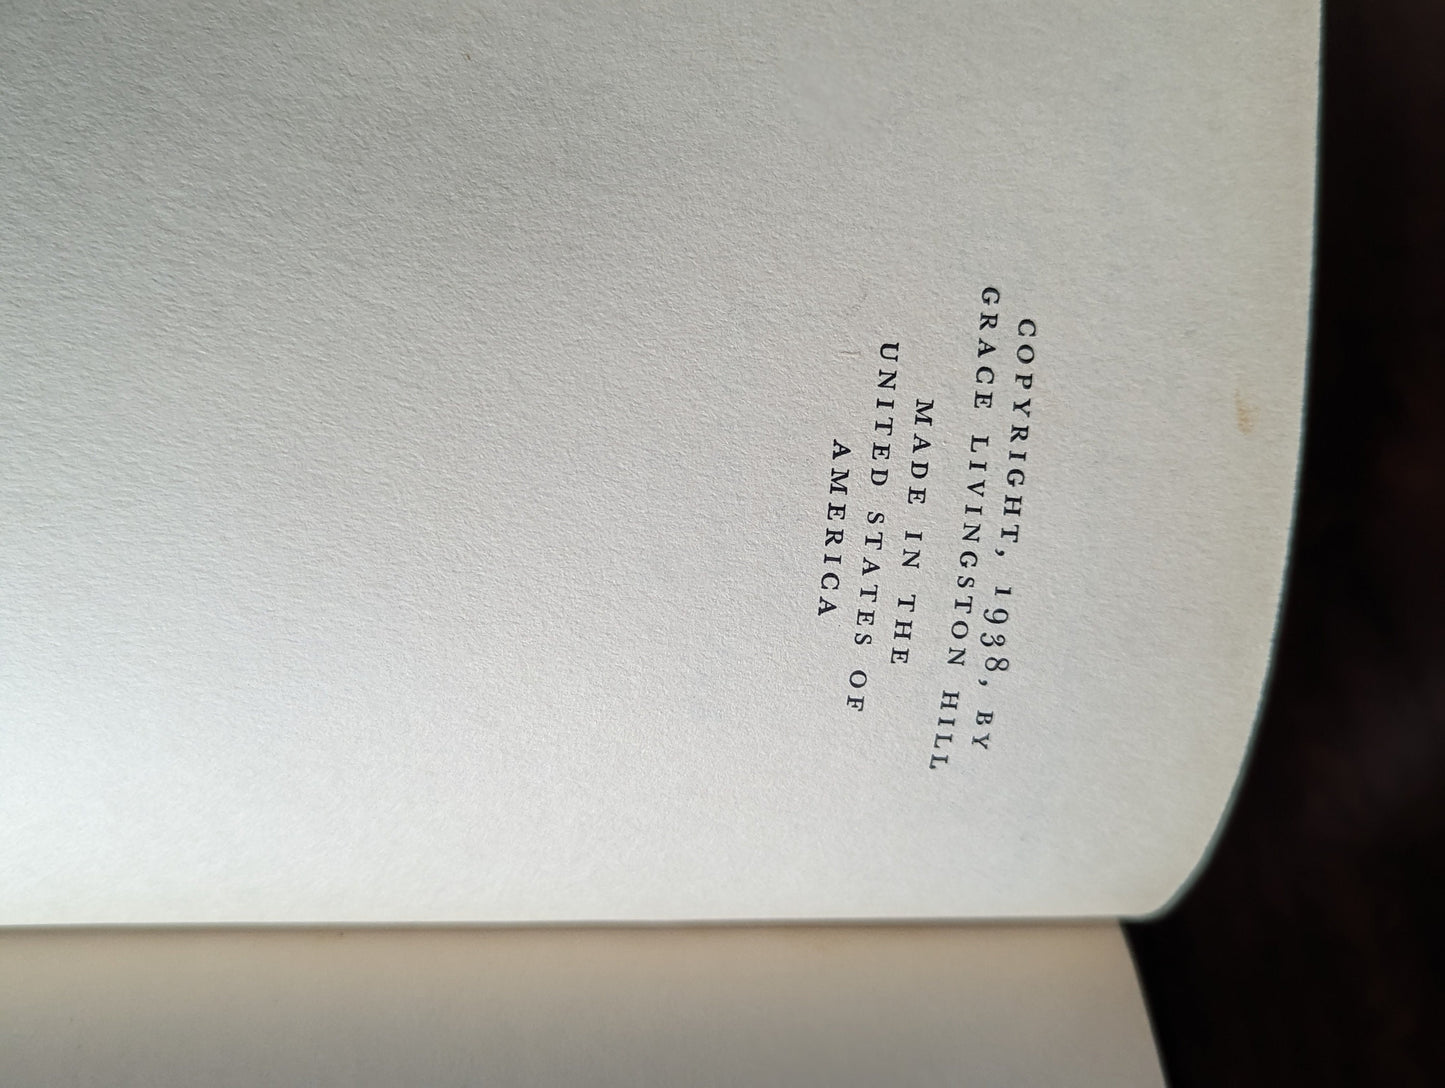 COPYRIGHT, 1938, BY
GRACE LIVINGSTON HILL
MADE IN THE
UNITED STATES OF
AMERICA